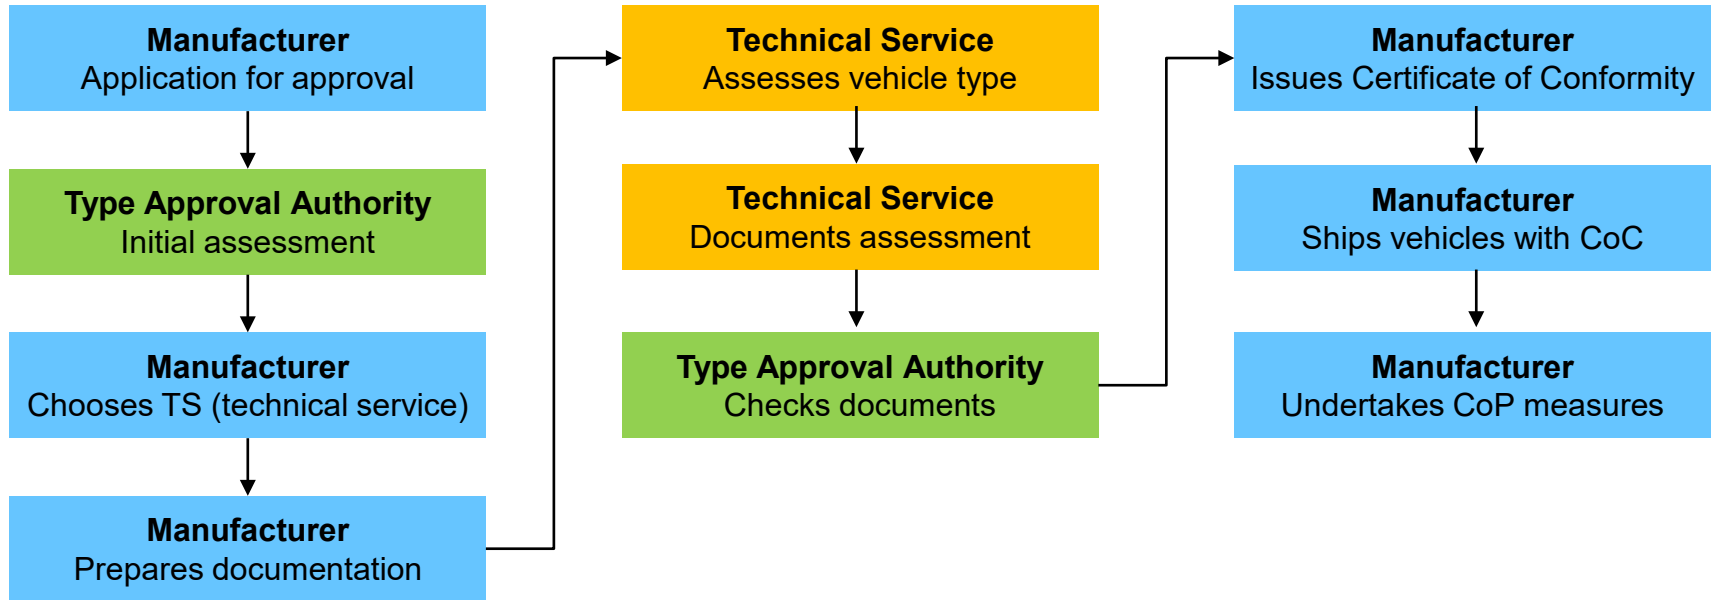 Manufacturer
Application for approval
Type Approval Authority
Initial assessment
Manufacturer
Chooses TS (technical service)
Manufacturer
Prepares documentation
Technical Service
Assesses vehicle type
Technical Service
Documents assessment
Type Approval Authority
Checks documents
Manufacturer
Issues Certificate of Conformity
Manufacturer
Ships vehicles with CoC
Manufacturer
Undertakes CoP measures